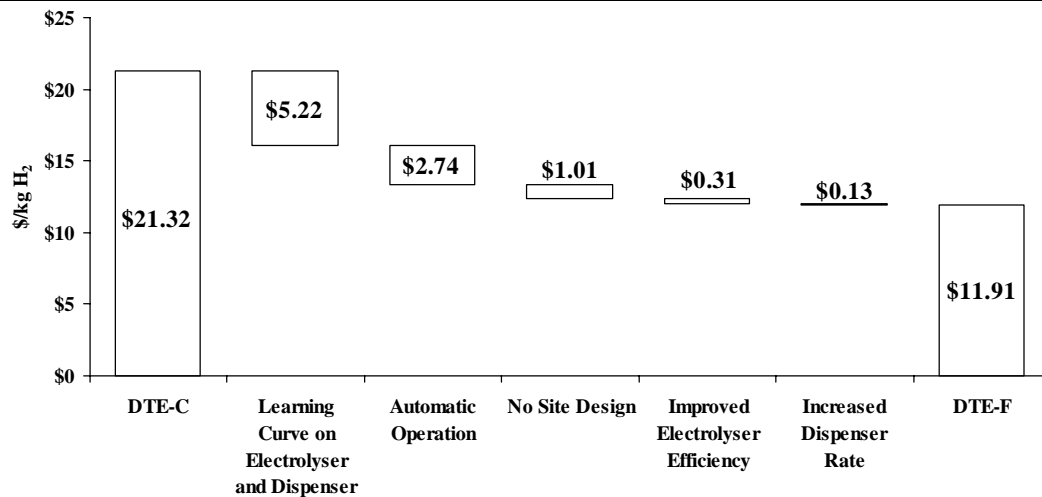 $25
$20
$15
$10
$5
$0
$/kg H₂
$21.32
$5.22
$2.74
$1.01
$0.31
$0.13
$11.91
DTE-C
Learning
Curve on
Electrolyser
and Dispenser
Automatic
Operation
No Site Design
Improved
Electrolyser
Efficiency
Increased
Dispenser
Rate
DTE-F